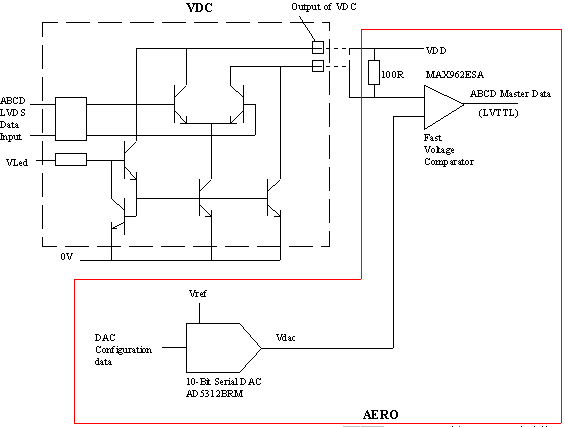 VDC
Output of VDC
VDD
100R
MAX962ESA
ABCD
LVDS
Data
Input
ABCD Master Data
(LVTTL)
Fast
Voltage
Comparator
VLed
0V
Vref
DAC
Configuration
data
Vdac
10-Bit Serial DAC
AD5312BRM
AERO